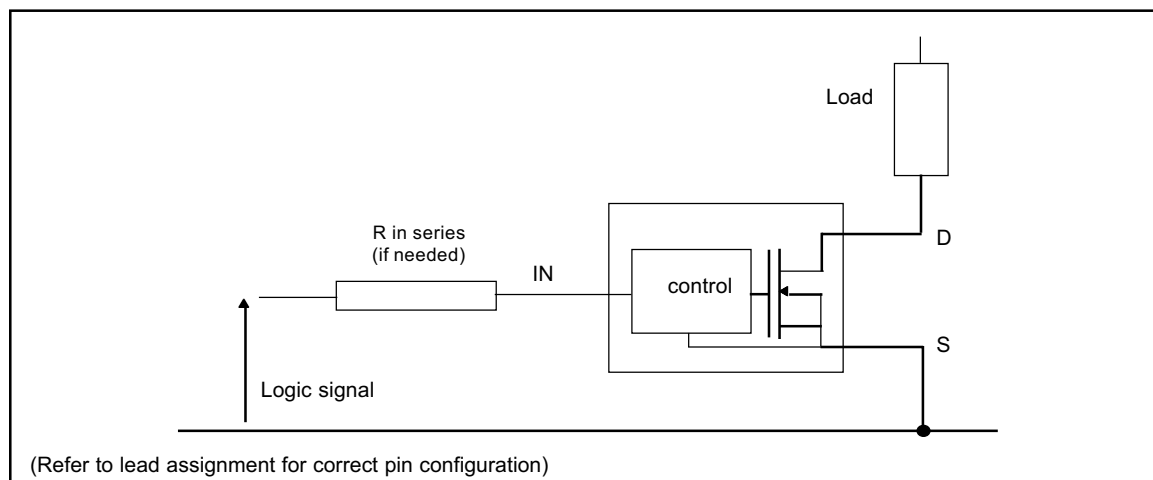 Load
D
R in series
(if needed)
IN
control
S
Logic signal
(Refer to lead assignment for correct pin configuration)